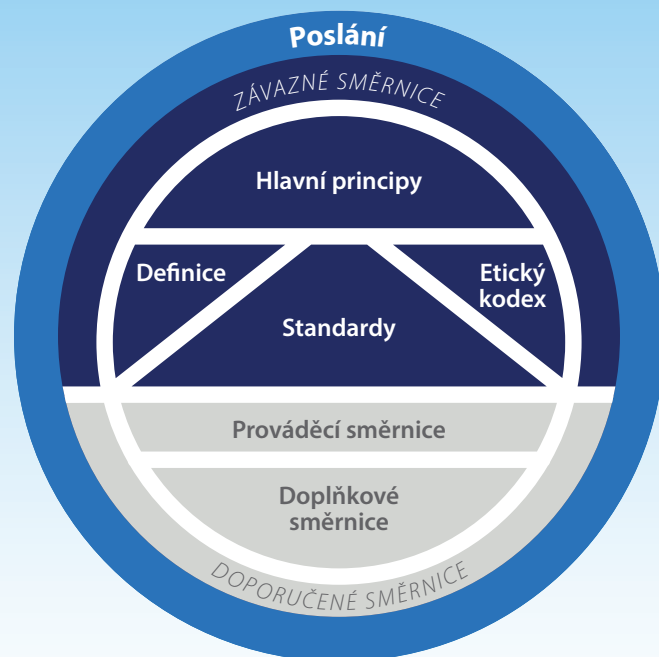 Poslání
ZÁVAZNÉ SMĚRNICE
Hlavní principy
Definice
Etický
kodex
Standardy
Prováděcí směrnice
Doplňkové
směrnice
DOPORUČENÉ SMĚRNICE